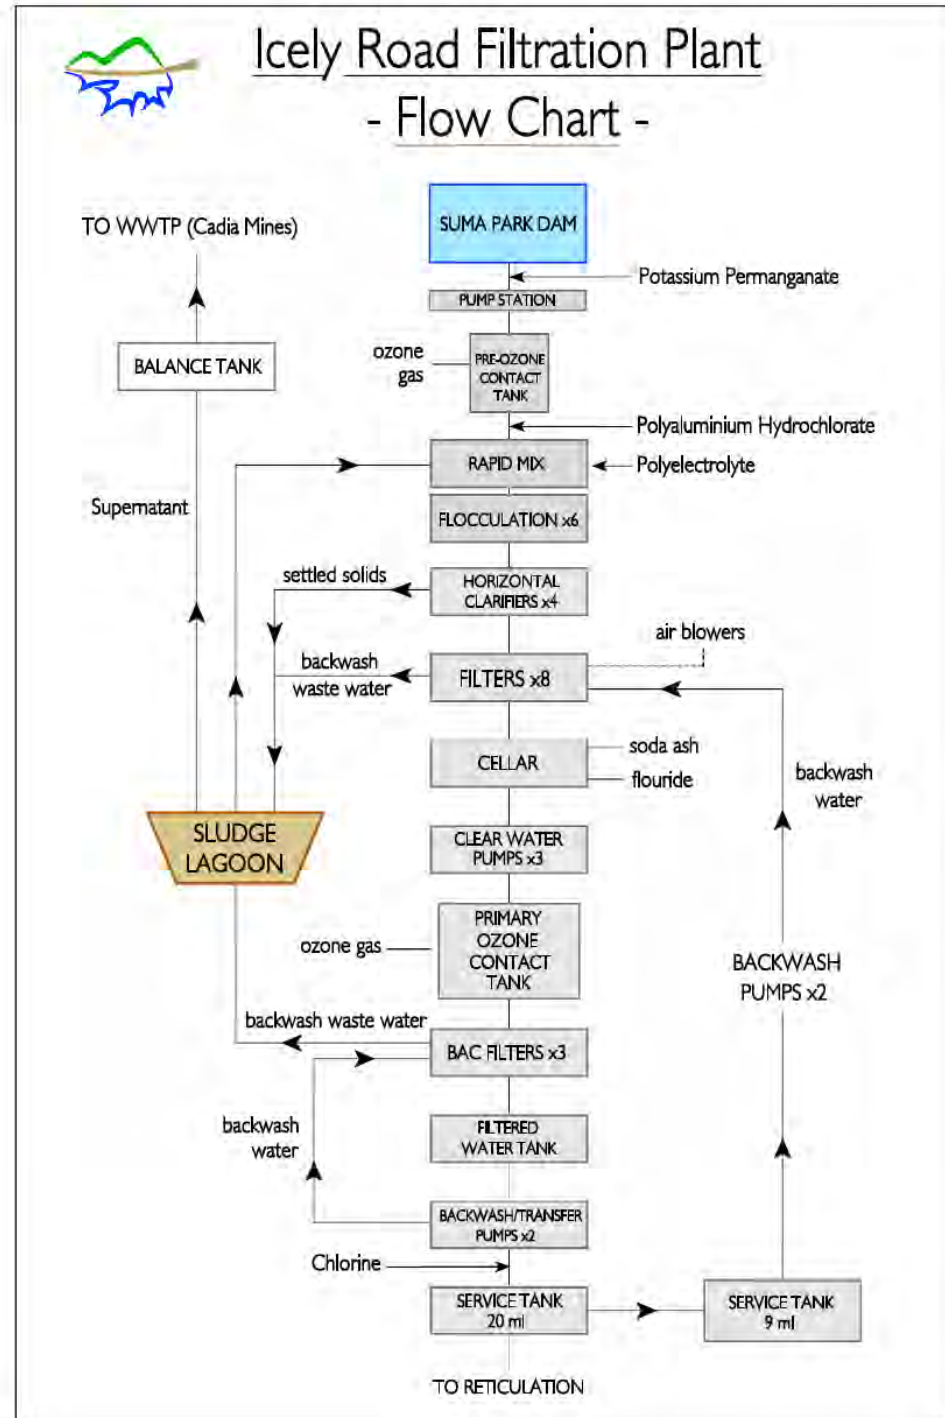 Icely Road Filtration Plant
- Flow Chart -
TO WWTP (Cadia Mines)
SUMA PARK DAM
Potassium Permanganate
PUMP STATION
BALANCE TANK
ozone
gas
PRE-OZONE
CONTACT
TANK
Polyaluminium Hydrochlorate
RAPID MIX
Polyelectrolyte
Supernatant
FLOCCULATION x6
settled solids
HORIZONTAL
CLARIFIERS x4
air blowers
backwash
waste water
FILTERS x8
CELLAR
soda ash
flouride
backwash
water
SLUDGE
LAGOON
CLEAR WATER
PUMPS x3
PRIMARY
OZONE
CONTACT
TANK
ozone gas
BACKWASH
PUMPS x2
backwash waste water
BAC FILTERS x3
backwash
water
FILTERED
WATER TANK
BACKWASH/TRANSFER
PUMPS x2
Chlorine
SERVICE TANK
20 ml
SERVICE TANK
9 ml
TO RETICULATION